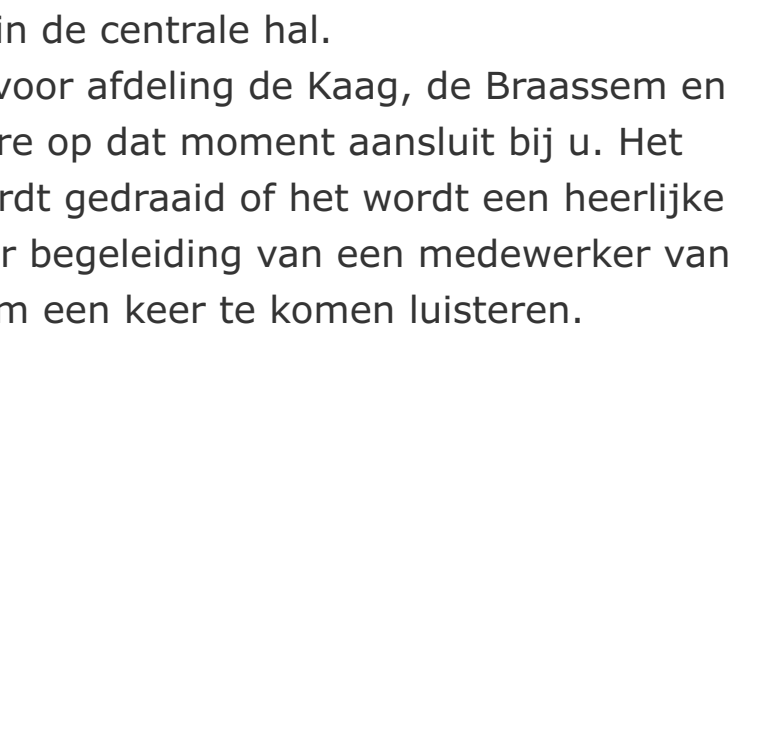 in de centrale hal.
voor afdeling de Kaag, de Braassem en
re op dat moment aansluit bij u. Het
rdt gedraaid of het wordt een heerlijke
r begeleiding van een medewerker van
m een keer te komen luisteren.